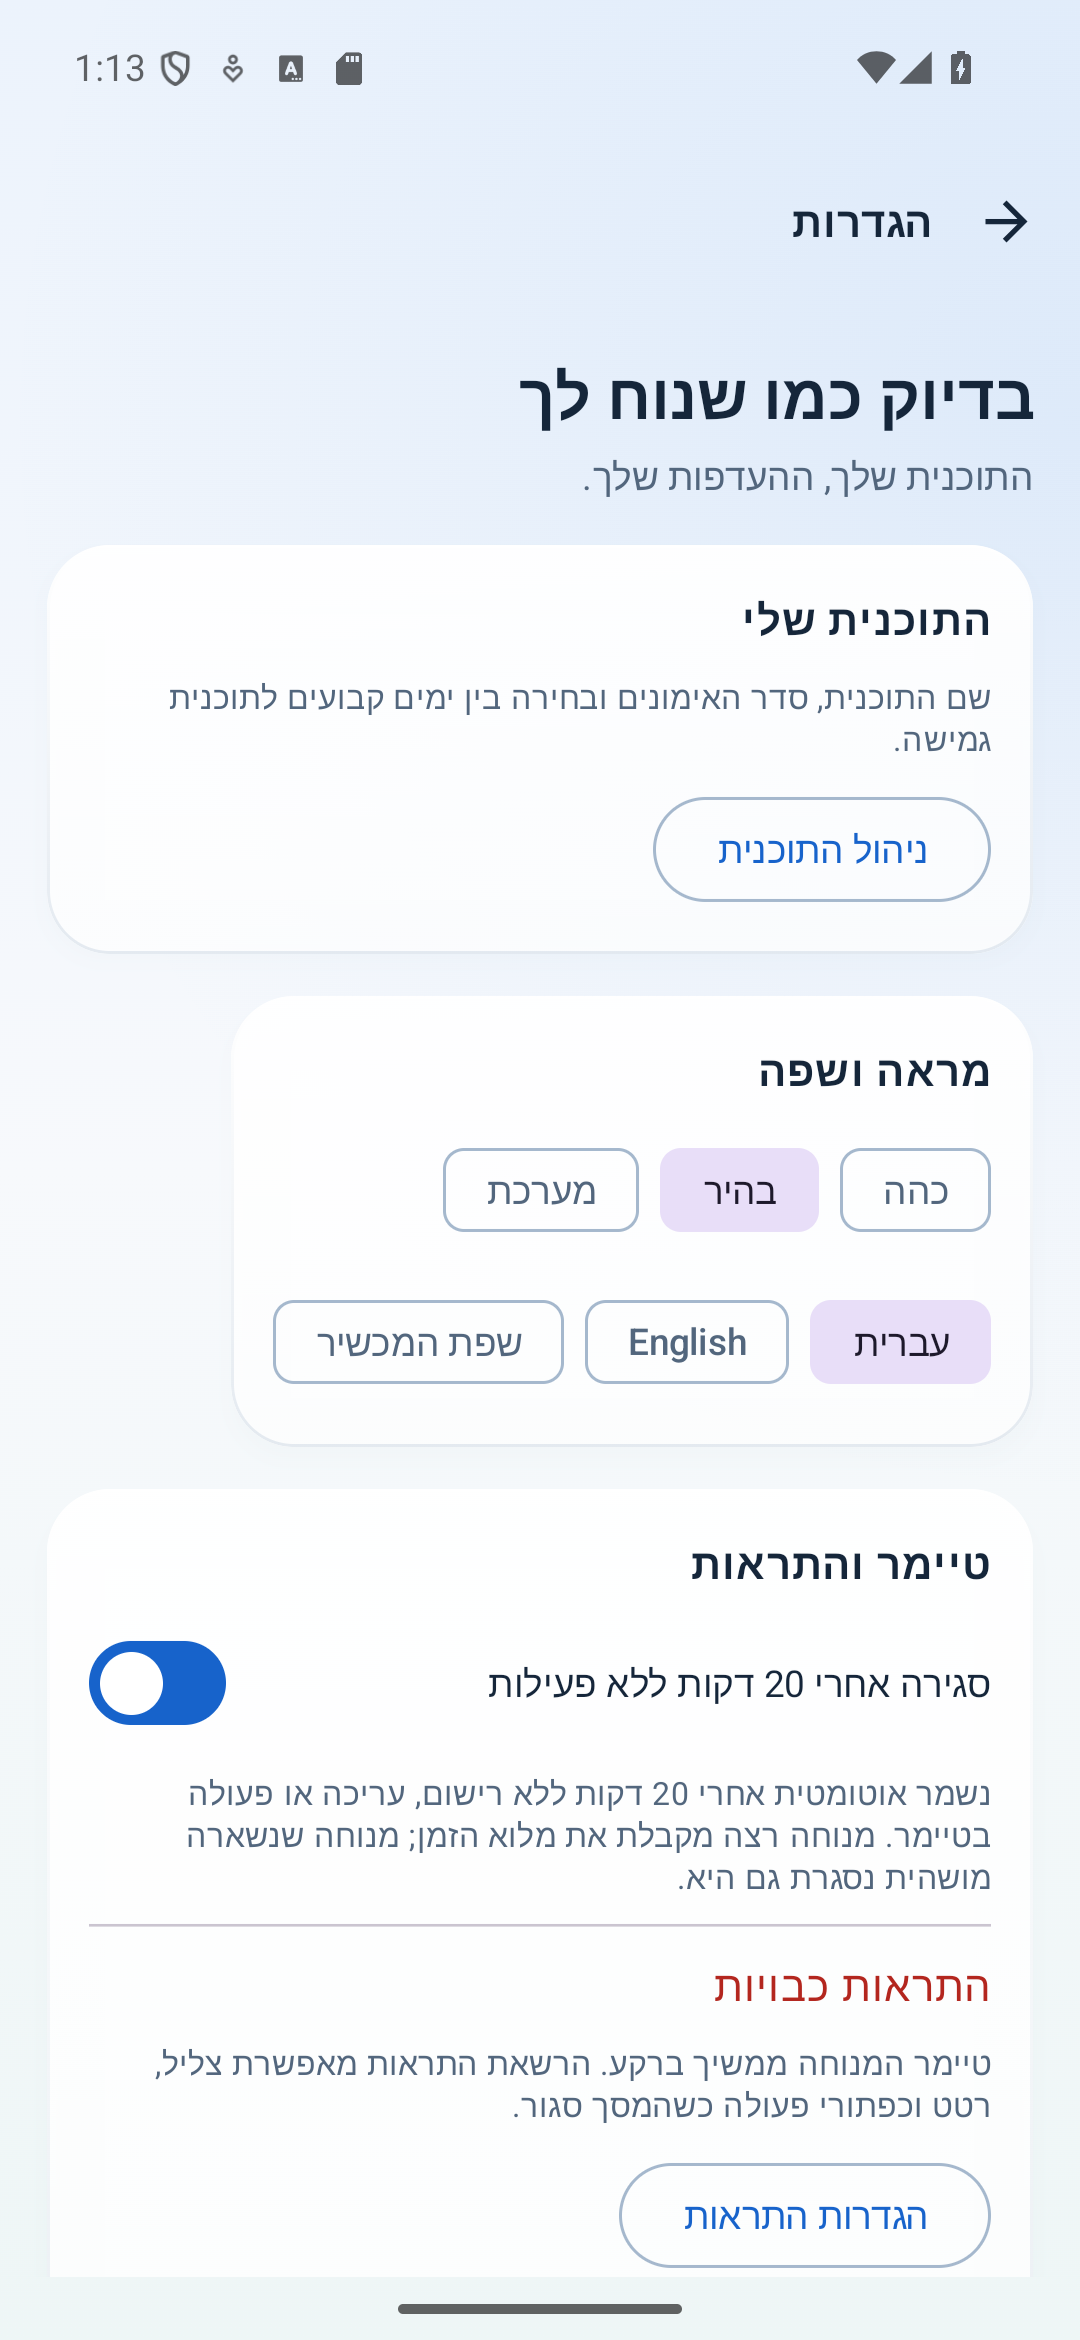 1:13
הגדרות
בדיוק כמו שנוח לך
התוכנית שלך, ההעדפות שלך.
התוכנית שלי
שם התוכנית, סדר האימונים ובחירה בין ימים קבועים לתוכנית
גמישה.
ניהול התוכנית
מראה ושפה
כהה בהיר מערכת
עברית English שפת המכשיר
טיימר והתראות
סגירה אחרי 20 דקות ללא פעילות
נשמר אוטומטית אחרי 20 דקות ללא רישום, עריכה או פעולה
בטיימר. מנוחה רצה מקבלת את מלוא הזמן; מנוחה שנשארה
מושהית נסגרת גם היא.
התראות כבויות
טיימר המנוחה ממשיך ברקע. הרשאת התראות מאפשרת צליל,
רטט וכפתורי פעולה כשהמסך סגור.
הגדרות התראות